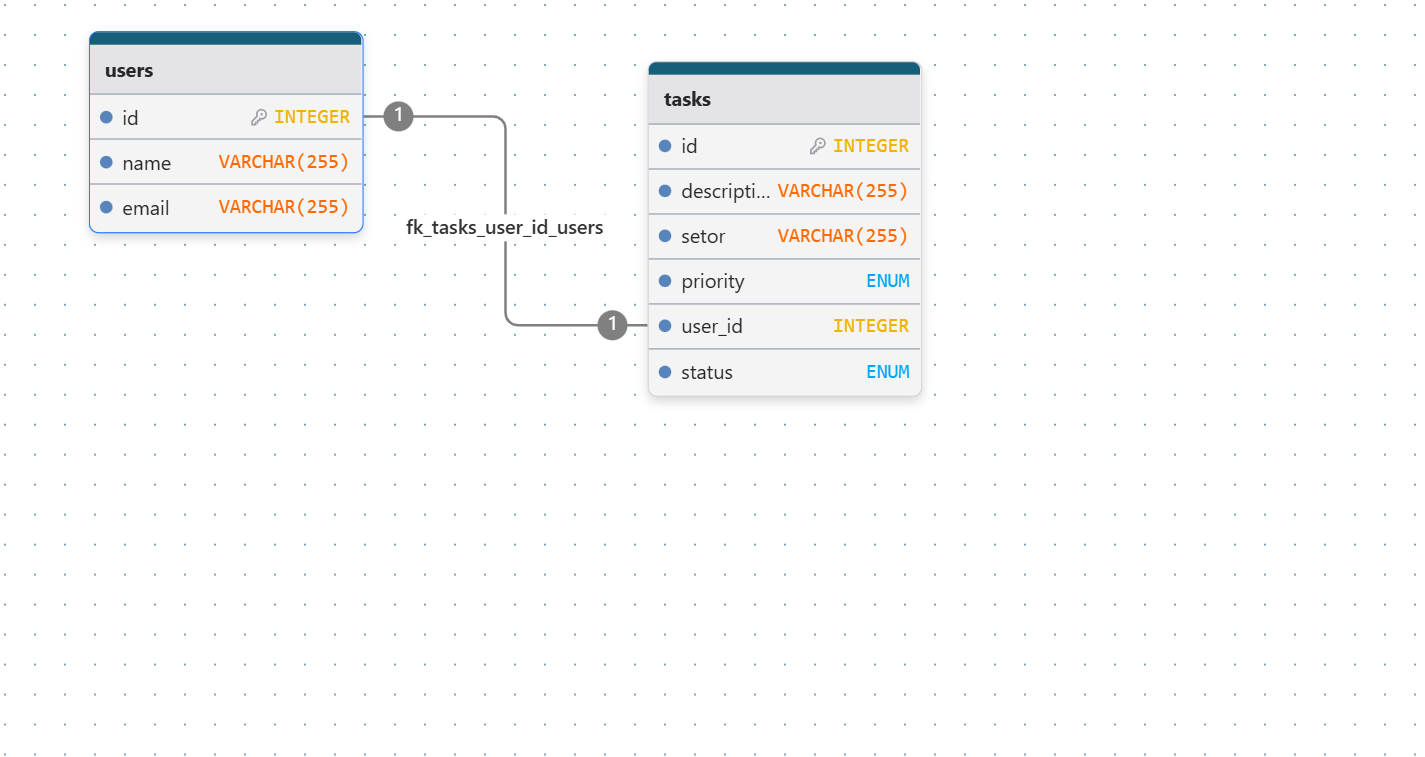 users
id INTEGER
name VARCHAR(255)
email VARCHAR(255)
1
fk_tasks_user_id_users
1
tasks
id INTEGER
descripti... VARCHAR(255)
setor VARCHAR(255)
priority ENUM
user_id INTEGER
status ENUM